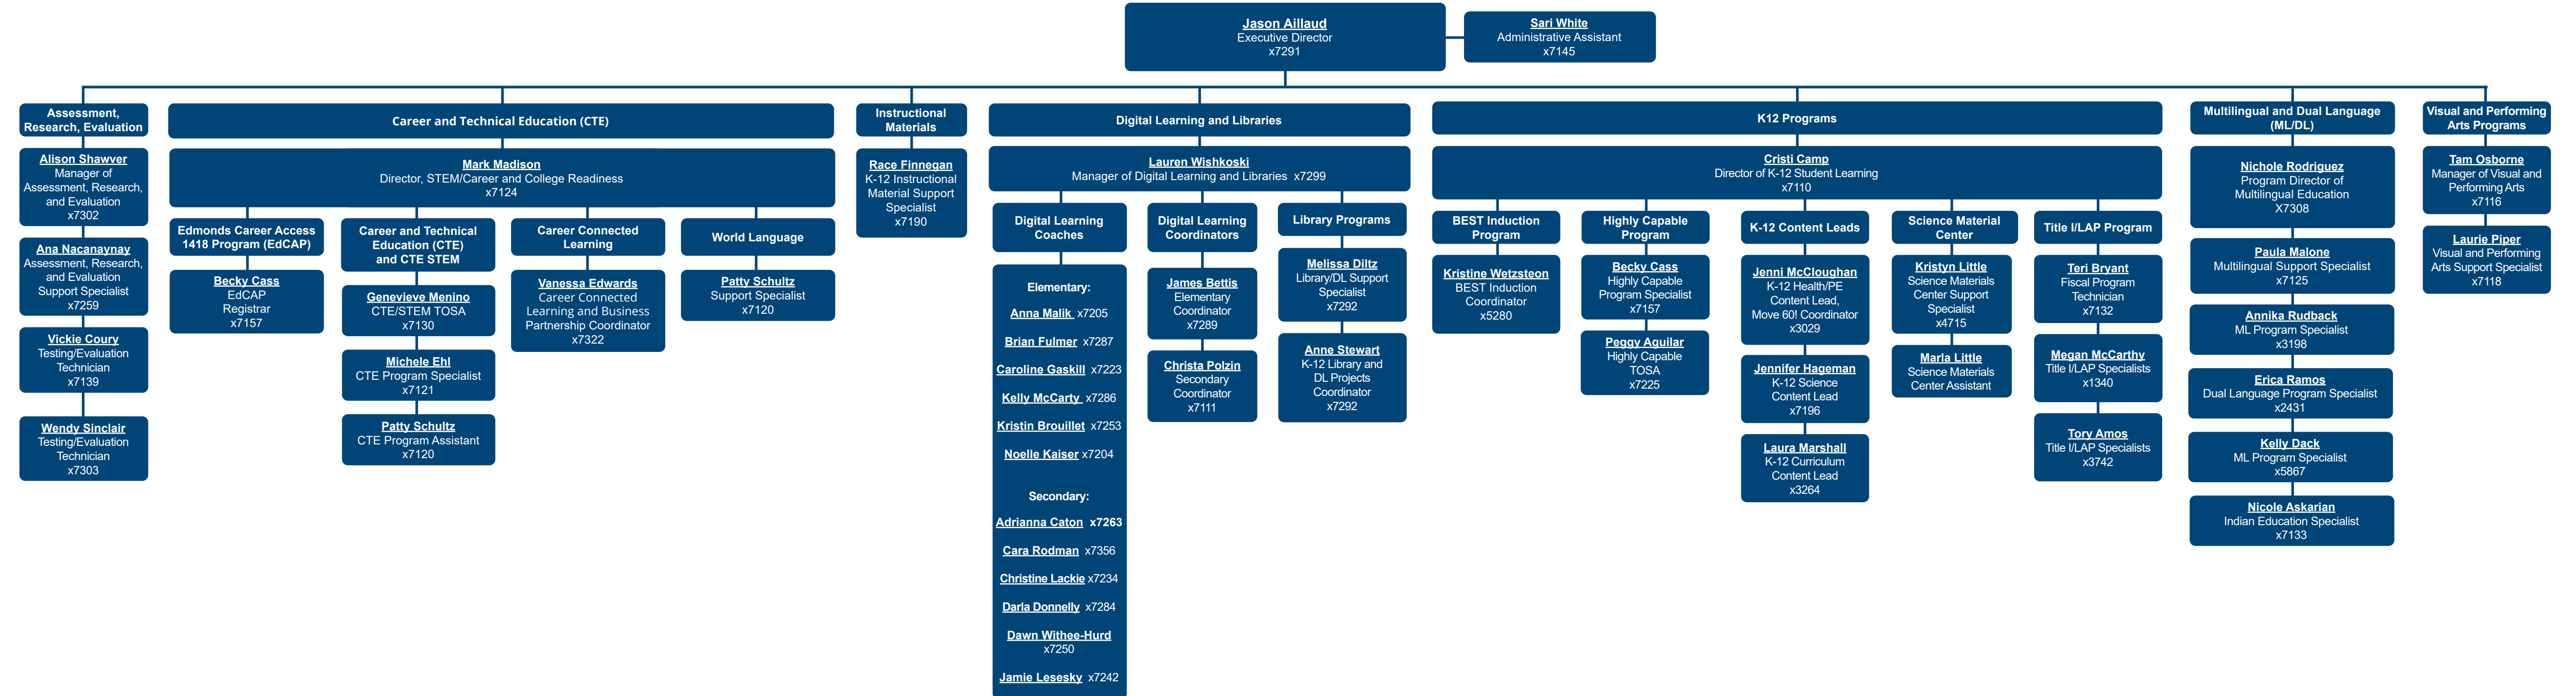 Jason Aillaud
Executive Director
x7291
Sari White
Administrative Assistant
x7145
Assessment,
Research, Evaluation
Alison Shawver
Manager of
Assessment, Research,
and Evaluation
x7302
Ana Nacanaynay
Assessment, Research,
and Evaluation
Support Specialist
x7259
Vickie Coury
Testing/Evaluation
Technician
x7139
Wendy Sinclair
Testing/Evaluation
Technician
x7303
Career and Technical Education (CTE)
Mark Madison
Director, STEM/Career and College Readiness
x7124
Edmonds Career Access
1418 Program (EdCAP)
Becky Cass
EdCAP
Registrar
x7157
Career and Technical
Education (CTE)
and CTE STEM
Genevieve Menino
CTE/STEM TOSA
x7130
Michele Ehl
CTE Program Specialist
x7121
Patty Schultz
CTE Program Assistant
x7120
Career Connected
Learning
Vanessa Edwards
Career Connected
Learning and Business
Partnership Coordinator
x7322
World Language
Patty Schultz
Support Specialist
x7120
Instructional
Materials
Race Finnegan
K-12 Instructional
Material Support
Specialist
x7190
Digital Learning and Libraries
Lauren Wishkoski
Manager of Digital Learning and Libraries x7299
Digital Learning
Coaches
Elementary:
Anna Malik x7205
Brian Fulmer x7287
Caroline Gaskill x7223
Kelly McCarty x7286
Kristin Brouillet x7253
Noelle Kaiser x7204
Secondary:
Adrianna Caton x7263
Cara Rodman x7356
Christine Lackie x7234
Darla Donnelly x7284
Dawn Withee-Hurd
x7250
Jamie Lesesky x7242
Digital Learning
Coordinators
James Bettis
Elementary
Coordinator
x7289
Christa Polzin
Secondary
Coordinator
x7111
Library Programs
Melissa Diltz
Library/DL Support
Specialist
x7292
Anne Stewart
K-12 Library and
DL Projects
Coordinator
x7292
K12 Programs
Cristi Camp
Director of K-12 Student Learning
x7110
BEST Induction
Program
Kristine Wetzsteon
BEST Induction
Coordinator
x5280
Highly Capable
Program
Becky Cass
Highly Capable
Program Specialist
x7157
Peggy Aguilar
Highly Capable
TOSA
x7225
K-12 Content Leads
Jenni McCloughan
K-12 Health/PE
Content Lead,
Move 60! Coordinator
x3029
Jennifer Hageman
K-12 Science
Content Lead
x7196
Laura Marshall
K-12 Curriculum
Content Lead
x3264
Science Material
Center
Kristyn Little
Science Materials
Center Support
Specialist
x4715
Marla Little
Science Materials
Center Assistant
Title I/LAP Program
Teri Bryant
Fiscal Program
Technician
x7132
Megan McCarthy
Title I/LAP Specialists
x1340
Tory Amos
Title I/LAP Specialists
x3742
Multilingual and Dual Language
(ML/DL)
Nichole Rodriguez
Program Director of
Multilingual Education
X7308
Paula Malone
Multilingual Support Specialist
x7125
Annika Rudback
ML Program Specialist
x3198
Erica Ramos
Dual Language Program Specialist
x2431
Kelly Dack
ML Program Specialist
x5867
Nicole Askarian
Indian Education Specialist
x7133
Visual and Performing
Arts Programs
Tam Osborne
Manager of Visual and
Performing Arts
x7116
Laurie Piper
Visual and Performing
Arts Support Specialist
x7118